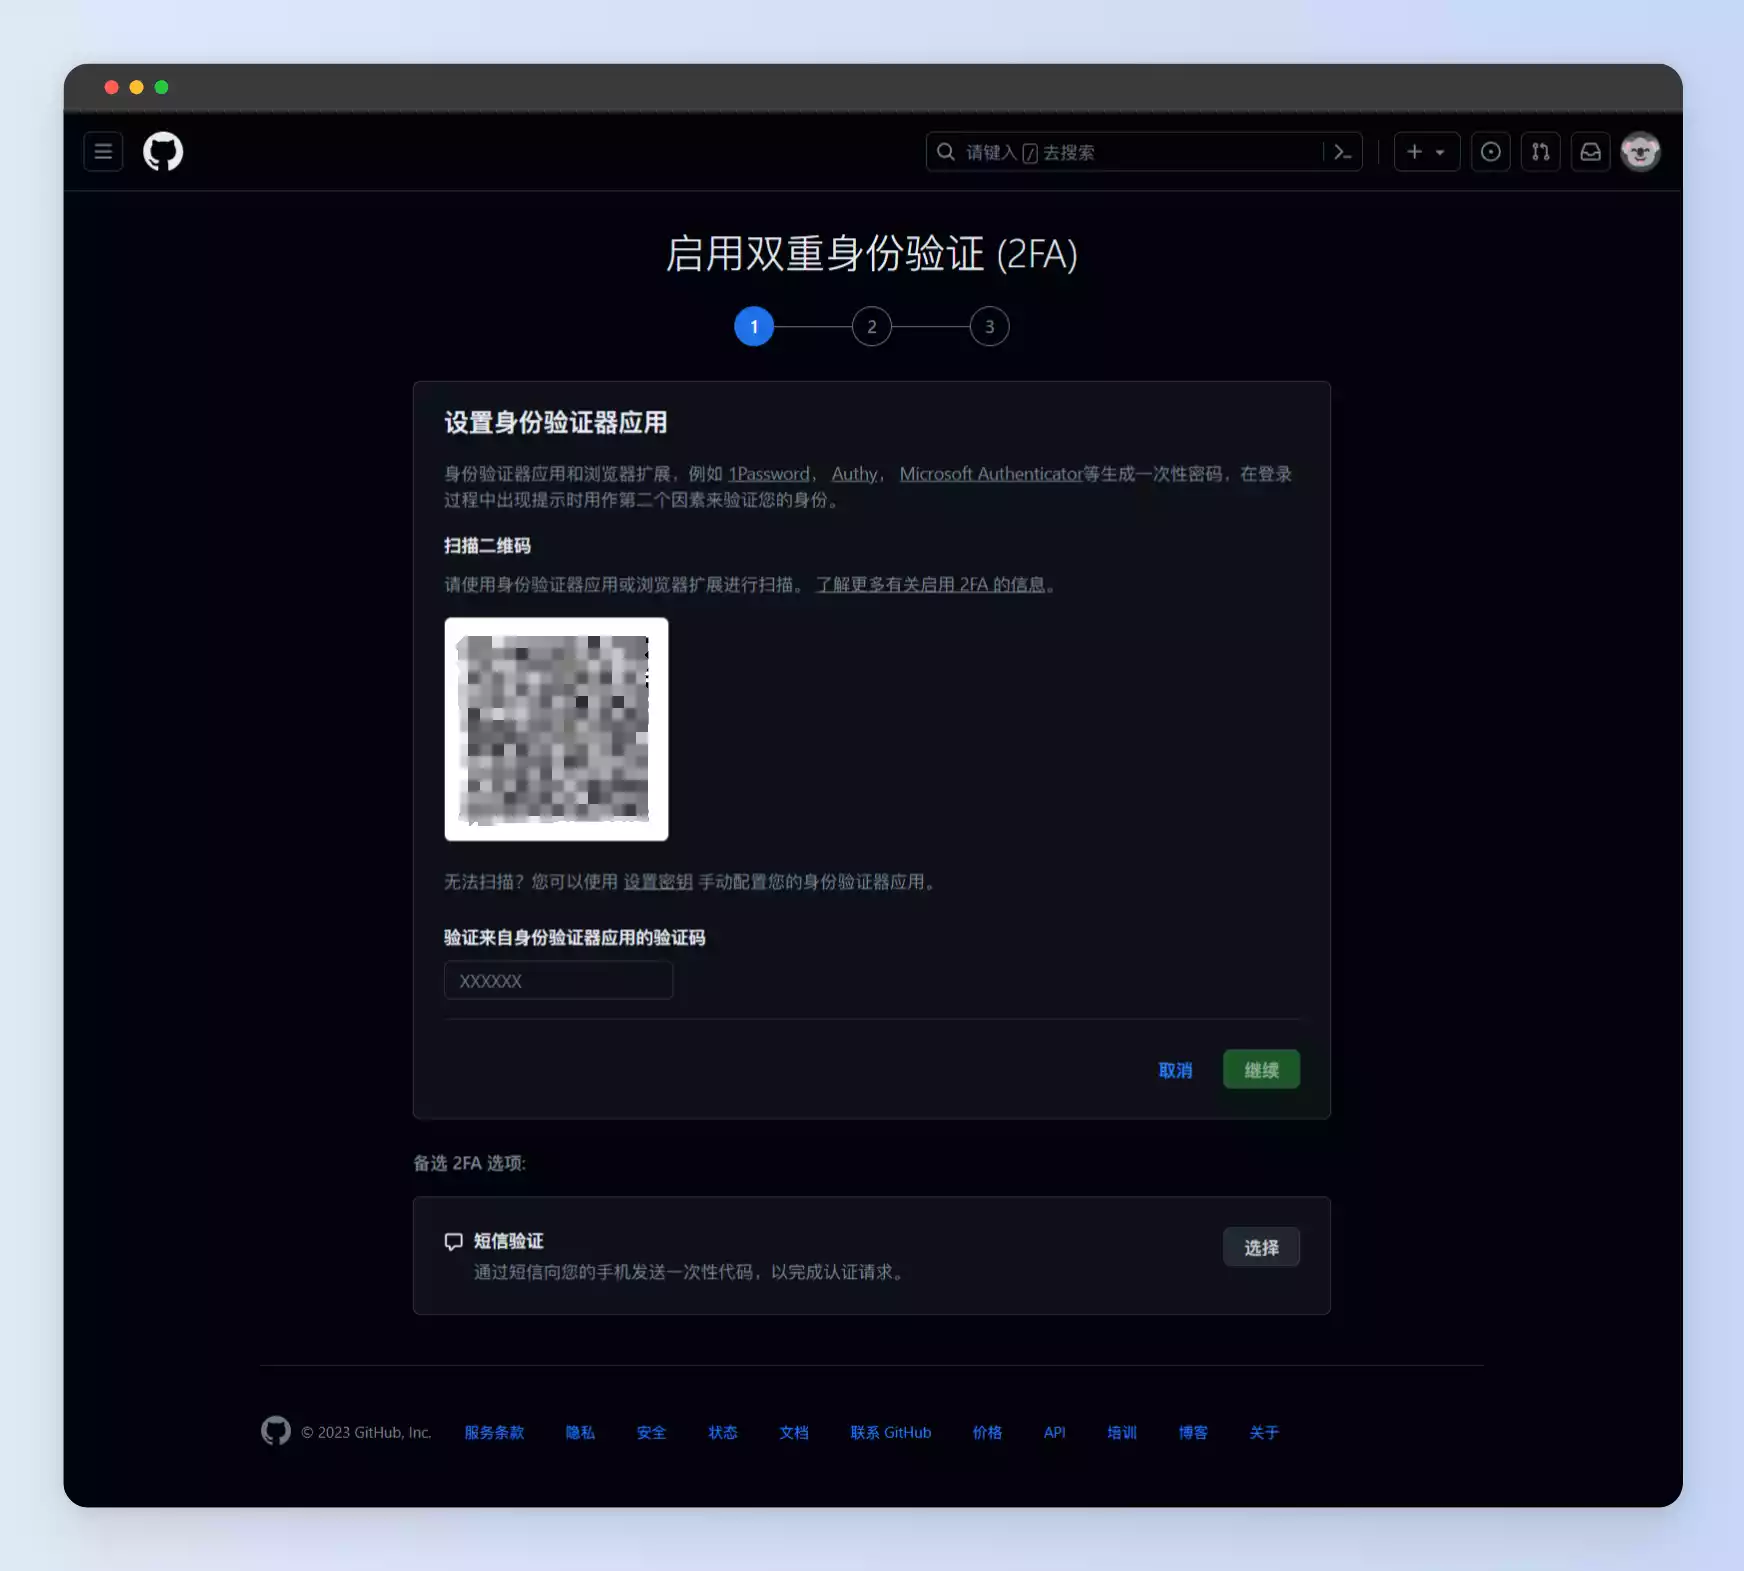 请键入 / 去搜索
启用双重身份验证 (2FA)
1
2
3
设置身份验证器应用
身份验证器应用和浏览器扩展，例如 1Password， Authy， Microsoft Authenticator等生成一次性密码，在登录
过程中出现提示时用作第二个因素来验证您的身份。
扫描二维码
请使用身份验证器应用或浏览器扩展进行扫描。 了解更多有关启用 2FA 的信息。
无法扫描？您可以使用 设置密钥 手动配置您的身份验证器应用。
验证来自身份验证器应用的验证码
XXXXXX
取消
继续
备选 2FA 选项:
短信验证
选择
通过短信向您的手机发送一次性代码，以完成认证请求。
© 2023 GitHub, Inc. 服务条款 隐私 安全 状态 文档 联系 GitHub 价格 API 培训 博客 关于